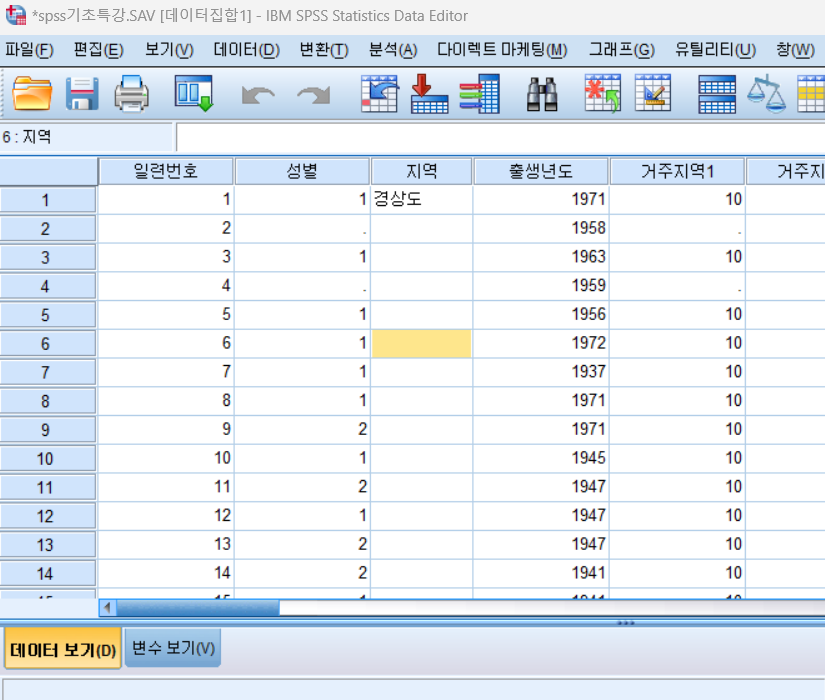 *spss기초특강.SAV [데이터집합1] - IBM SPSS Statistics Data Editor
파일(F) 편집(E) 보기(V) 데이터(D) 변환(T) 분석(A) 다이렉트 마케팅(M) 그래프(G) 유틸리티(U) 창(W)
6 : 지역
일련번호 성별 지역 출생년도 거주지역1 거주지
1 1 1 경상도 1971 10
2 2 . 1958 .
3 3 1 1963 10
4 4 . 1959 .
5 5 1 1956 10
6 6 1 1972 10
7 7 1 1937 10
8 8 1 1971 10
9 9 2 1971 10
10 10 1 1945 10
11 11 2 1947 10
12 12 1 1947 10
13 13 2 1947 10
14 14 2 1941 10
데이터 보기(D) 변수 보기(V)